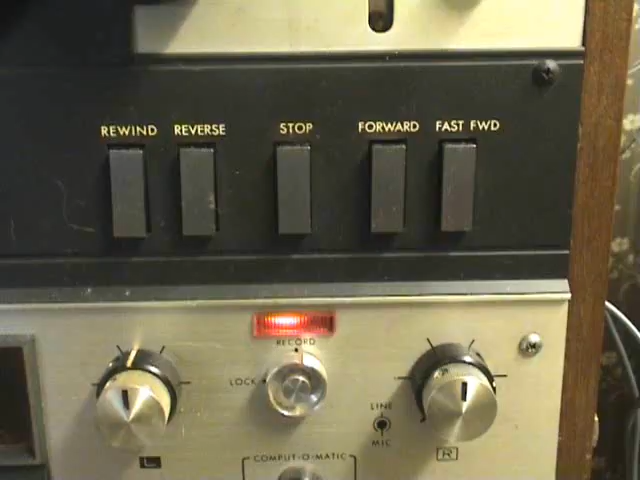 REWIND REVERSE STOP FORWARD FAST FWD
RECORD
LOCK
LINE
MIC
L
R
COMPUT-O-MATIC